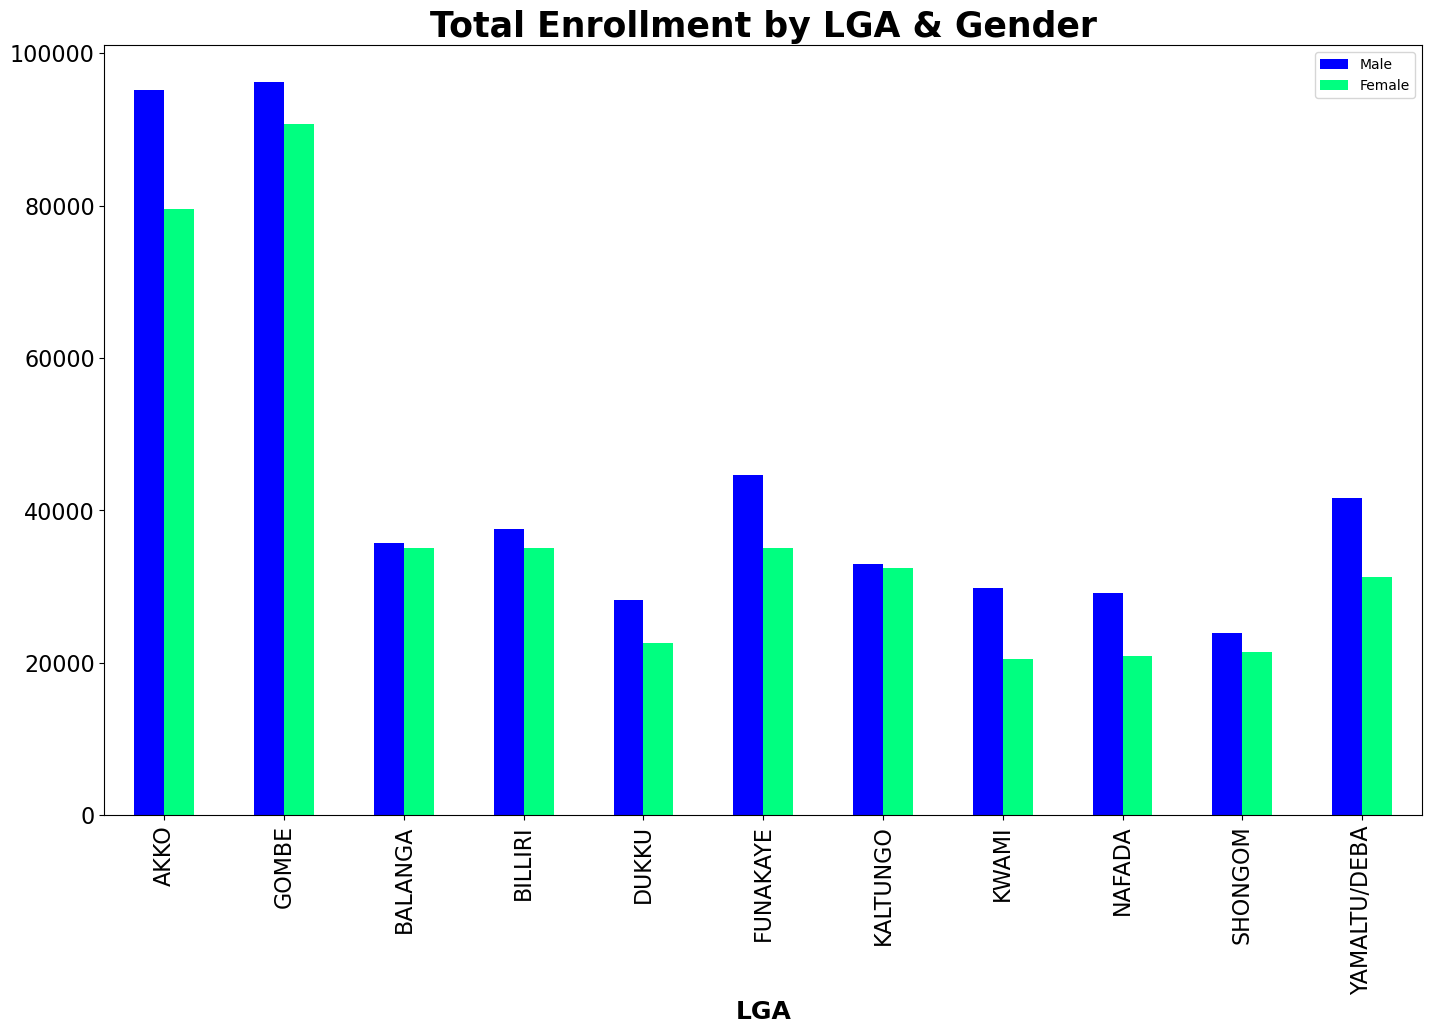 Total Enrollment by LGA & Gender
100000
80000
60000
40000
20000
0
Male
Female
AKKO
GOMBE
BALANGA
BILLIRI
DUKKU
FUNAKAYE
KALTUNGO
KWAMI
NAFADA
SHONGOM
YAMALTU/DEBA
LGA